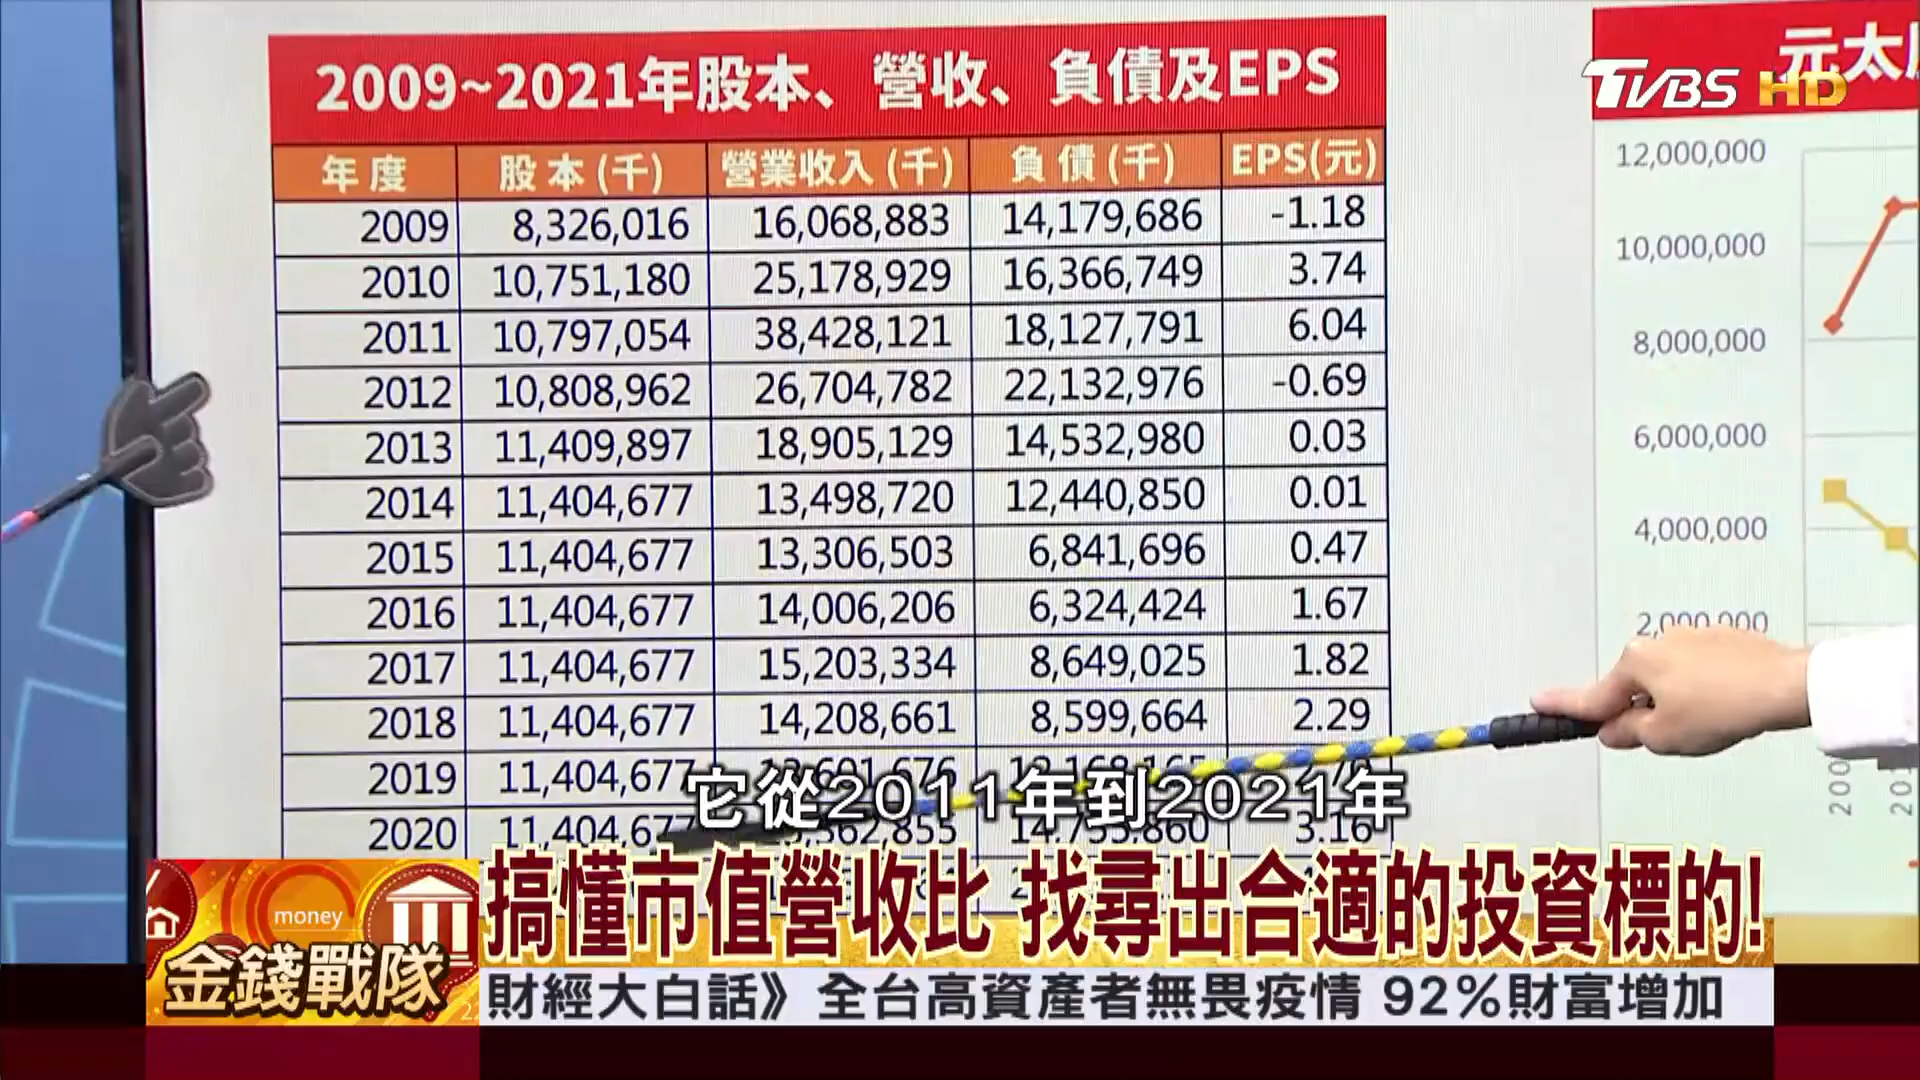 2009~2021年股本、營收、負債及EPS
年度 股本(千) 營業收入(千) 負債(千) EPS(元)
2009 8,326,016 16,068,883 14,179,686 -1.18
2010 10,751,180 25,178,929 16,366,749 3.74
2011 10,797,054 38,428,121 18,127,791 6.04
2012 10,808,962 26,704,782 22,132,976 -0.69
2013 11,409,897 18,905,129 14,532,980 0.03
2014 11,404,677 13,498,720 12,440,850 0.01
2015 11,404,677 13,306,503 6,841,696 0.47
2016 11,404,677 14,006,206 6,324,424 1.67
2017 11,404,677 15,203,334 8,649,025 1.82
2018 11,404,677 14,208,661 8,599,664 2.29
2019 11,404,677
2020 3.16
元太
TVBS HD
12,000,000
10,000,000
8,000,000
6,000,000
4,000,000
2,000,000
它從2011年到2021年
money
金錢戰隊
搞懂市值營收比 找尋出合適的投資標的!
財經大白話》全台高資產者無畏疫情 92%財富增加